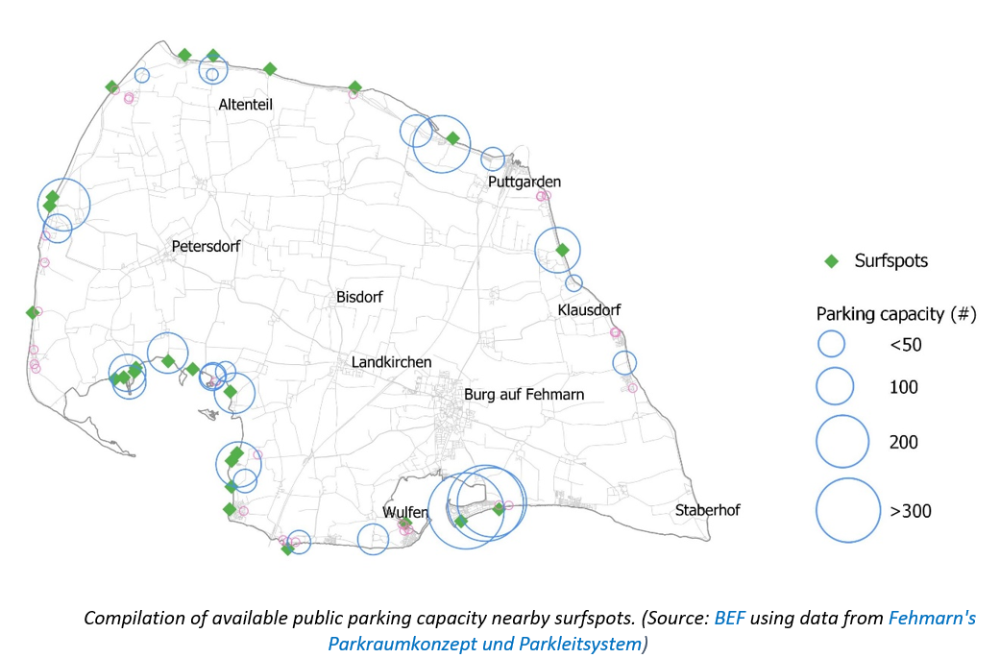 Altenteil
Puttgarden
Petersdorf
Surfspots
Bisdorf
Klausdorf
Parking capacity (#)
<50
Landkirchen
100
Burg auf Fehmarn
200
Wulfen
Staberhof
>300
Compilation of available public parking capacity nearby surfspots. (Source: BEF using data from Fehmarn's
Parkraumkonzept und Parkleitsystem)